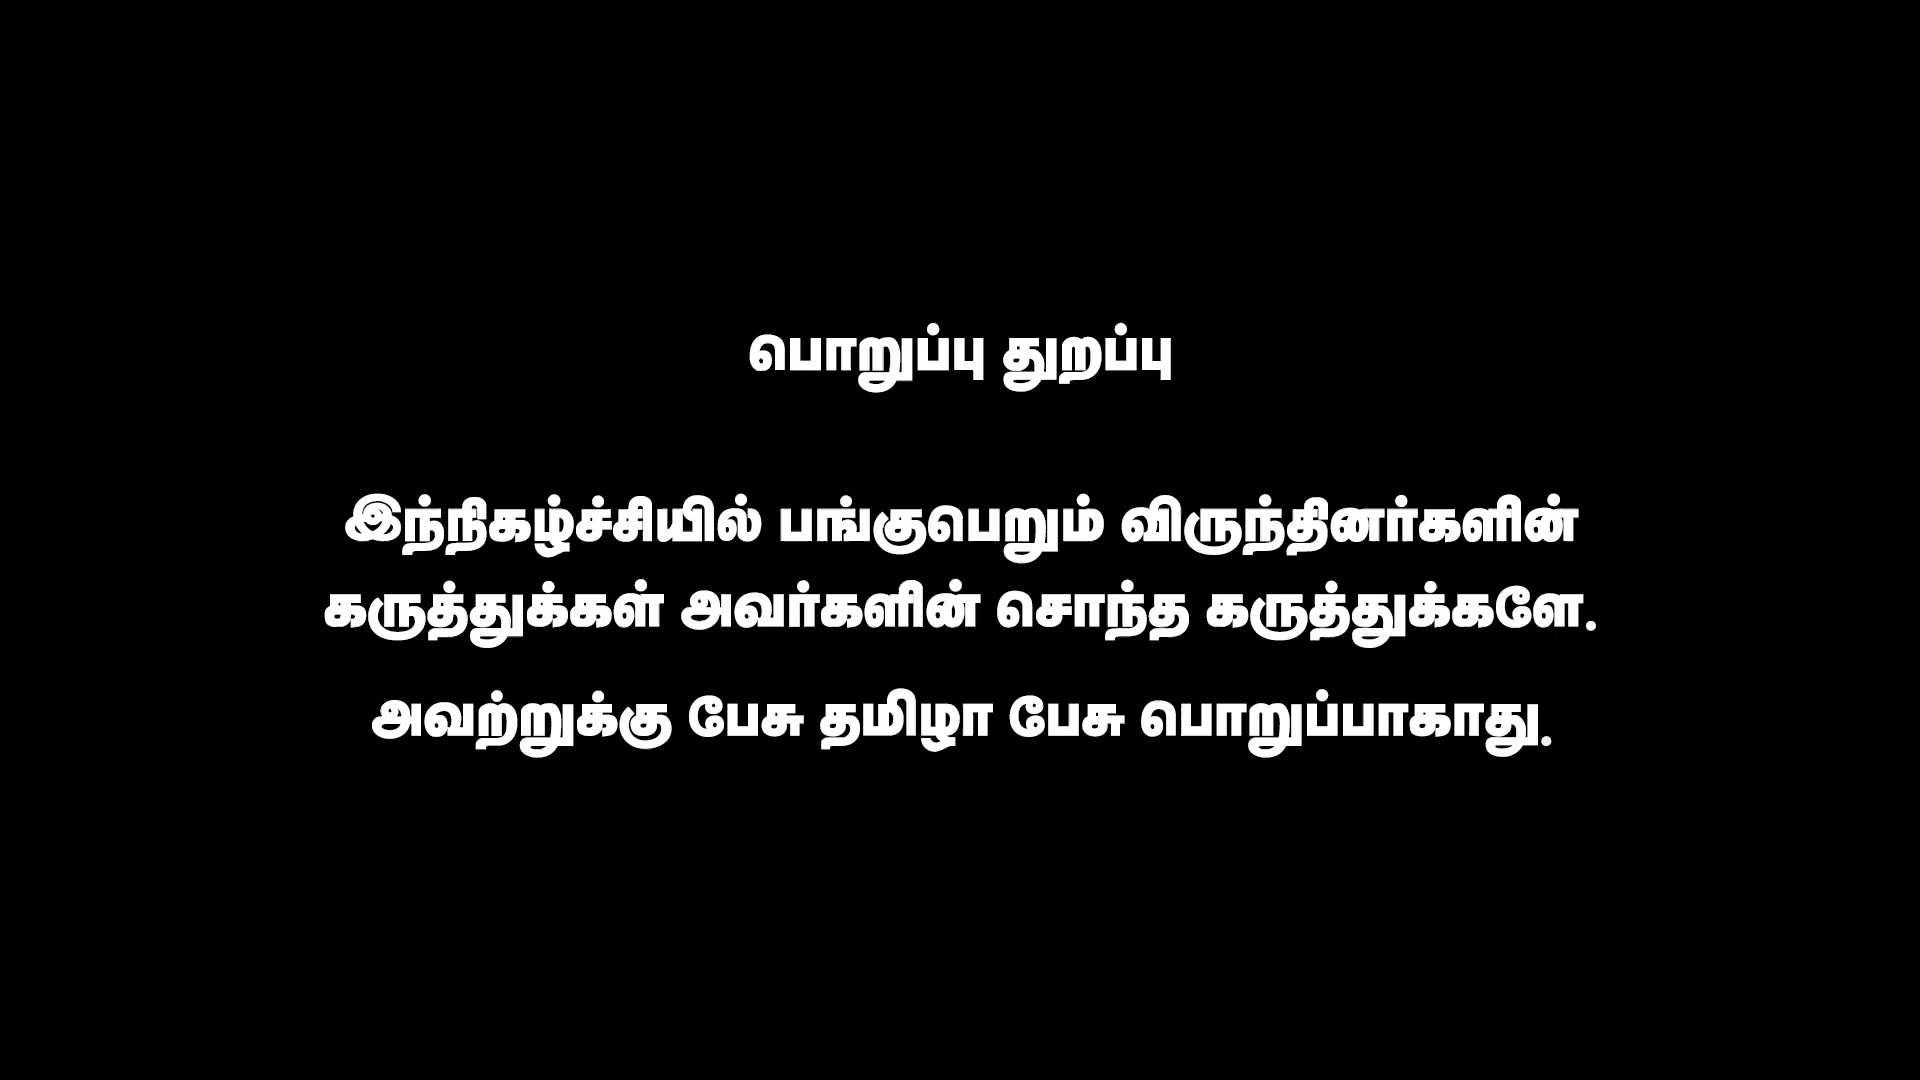 பொறுப்பு துறப்பு
இந்நிகழ்ச்சியில் பங்குபெறும் விருந்தினர்களின்
கருத்துக்கள் அவர்களின் சொந்த கருத்துக்களே.
அவற்றுக்கு பேசு தமிழா பேசு பொறுப்பாகாது.